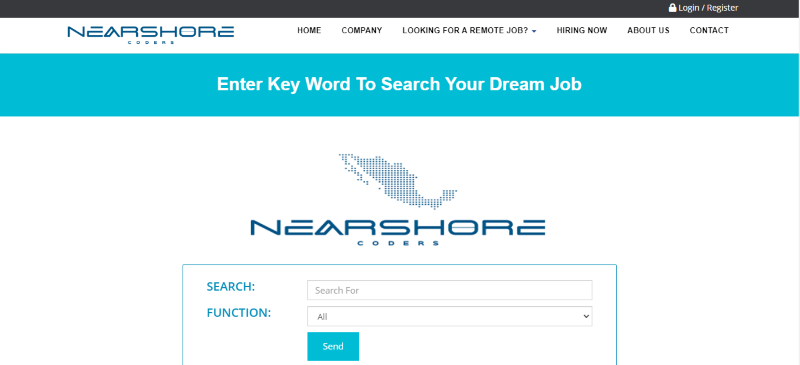 Login / Register
NEARSHORE
CODERS
HOME COMPANY LOOKING FOR A REMOTE JOB? HIRING NOW ABOUT US CONTACT
Enter Key Word To Search Your Dream Job
NEARSHORE
CODERS
SEARCH: Search For
FUNCTION: All
Send